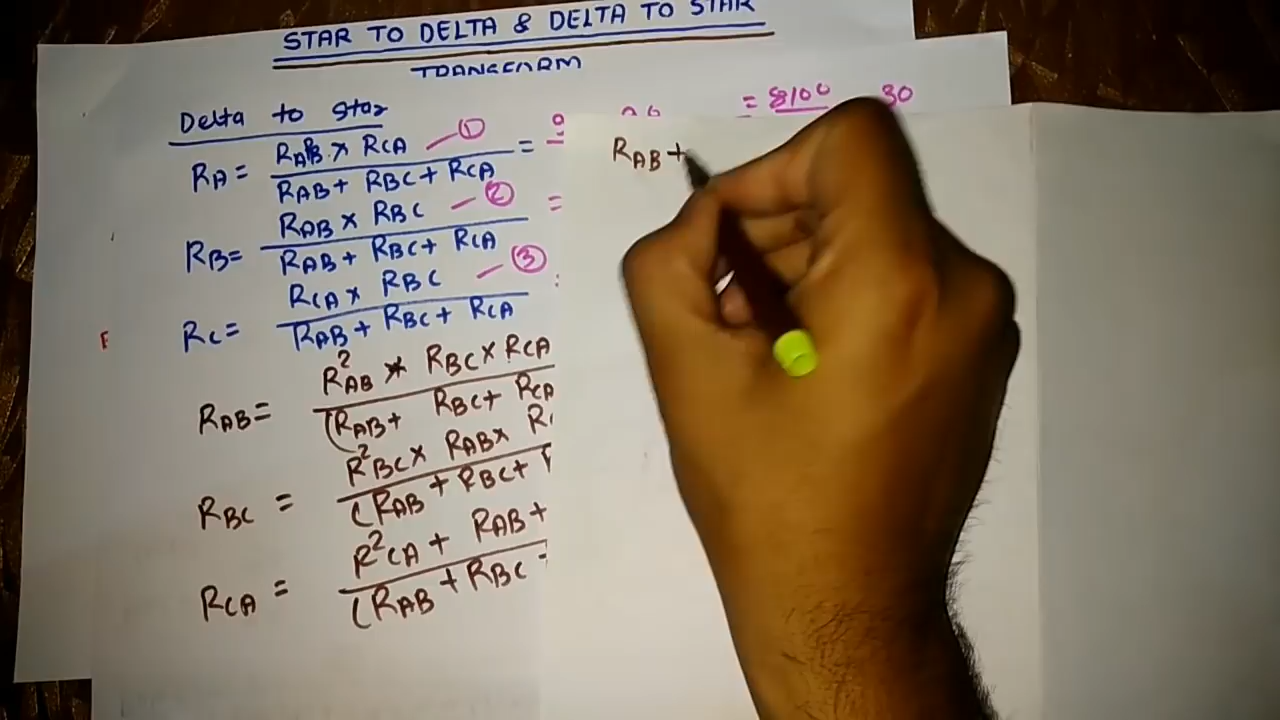 STAR TO DELTA & DELTA TO STAR
TRANSFORM
Delta to star
= 8100 30
RA = RAB × RCA — ① =
RAB + RBC + RCA
RAB +
RB = RAB × RBC — ② =
RAB + RBC + RCA
RC = RCA × RBC — ③
RAB + RBC + RCA
RAB = R²AB × RBC × RCA
(RAB + RBC + RCA
RBC = R²BC × RAB × R
(RAB + RBC +
RCA = R²CA + RAB +
(RAB + RBC